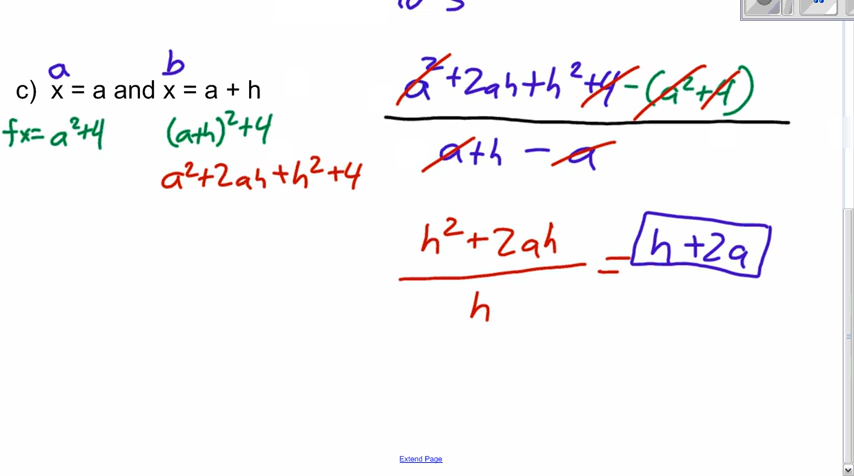 a b
c) x = a and x = a + h
fx = a²+4 (a+h)²+4
a²+2ah+h²+4
a²+2ah+h²+4-(a²+4)
a+h - a
h²+2ah
h
= h+2a
Extend Page